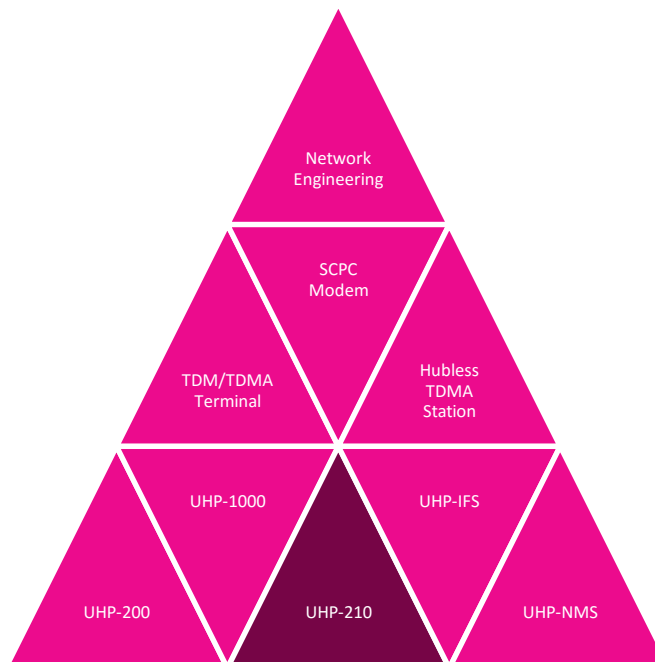 Network
Engineering
SCPC
Modem
TDM/TDMA
Terminal
Hubless
TDMA
Station
UHP-1000
UHP-IFS
UHP-200
UHP-210
UHP-NMS